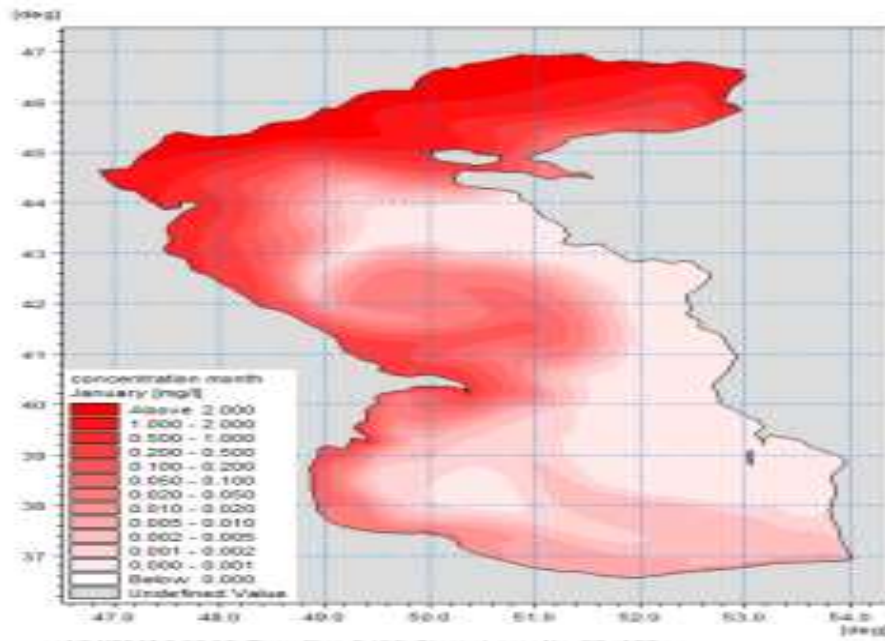 [deg]
47
46
45
44
43
42
41
40
39
38
37
concentration month
January [mg/l]
Above 2.000
1.000 - 2.000
0.500 - 1.000
0.200 - 0.500
0.100 - 0.200
0.050 - 0.100
0.020 - 0.050
0.010 - 0.020
0.005 - 0.010
0.002 - 0.005
0.001 - 0.002
0.000 - 0.001
Below 0.000
Undefined Value
47.0 48.0 49.0 50.0 51.0 52.0 53.0 54.0
[deg]